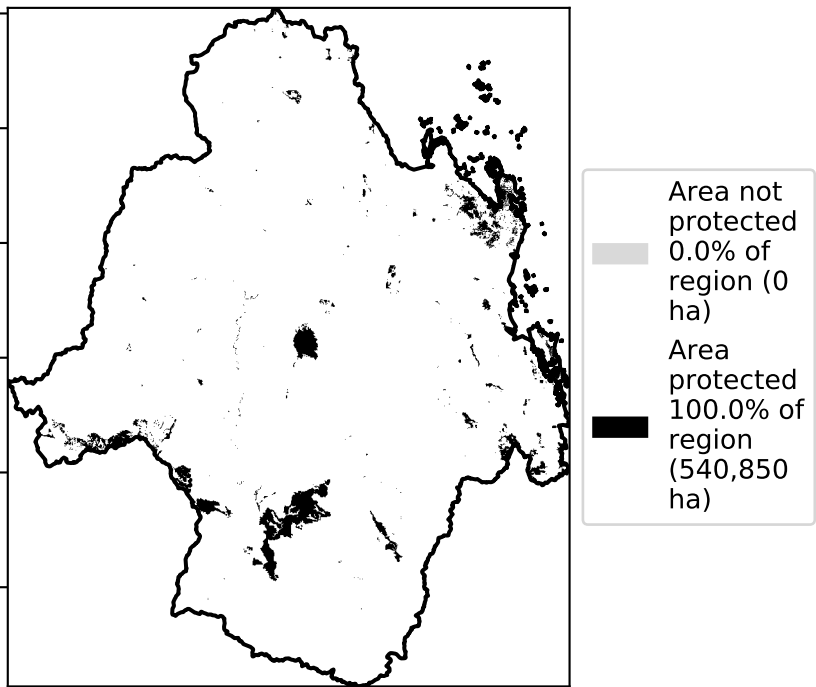 Area not
protected
0.0% of
region (0
ha)
Area
protected
100.0% of
region
(540,850
ha)